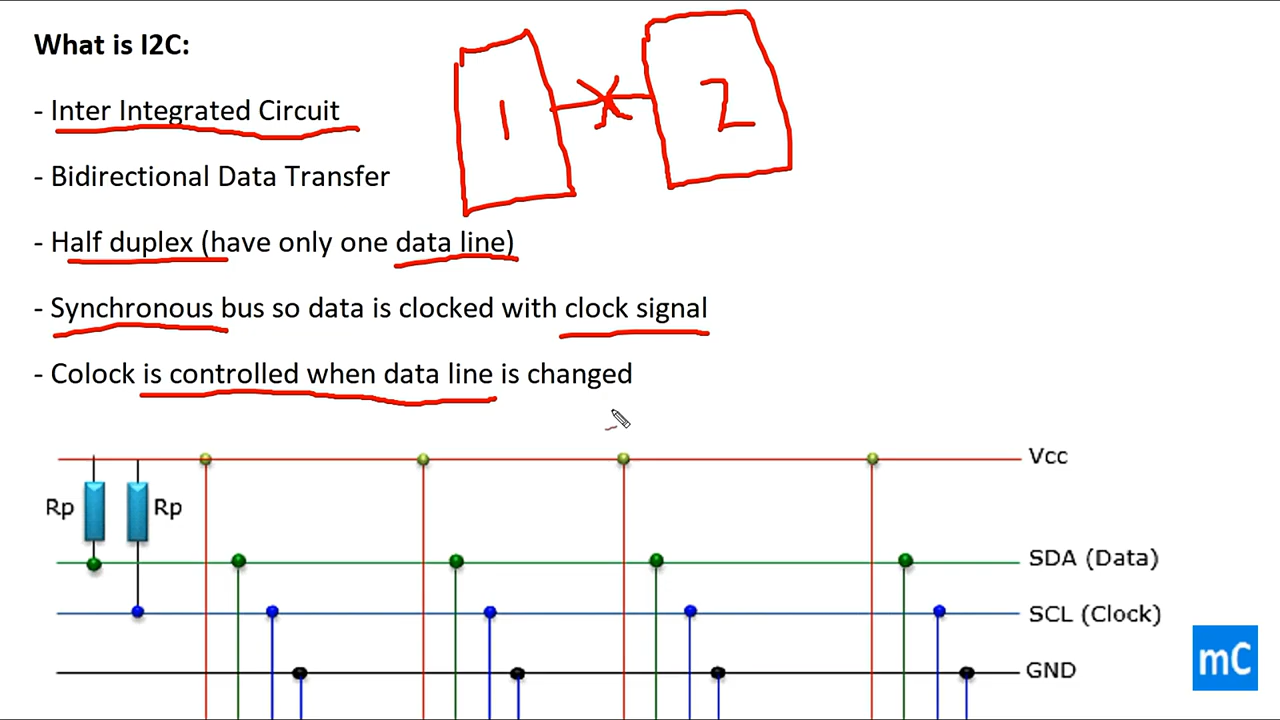 What is I2C:
- Inter Integrated Circuit
- Bidirectional Data Transfer
- Half duplex (have only one data line)
- Synchronous bus so data is clocked with clock signal
- Colock is controlled when data line is changed
1 2
Vcc
Rp Rp
SDA (Data)
SCL (Clock)
GND
mC